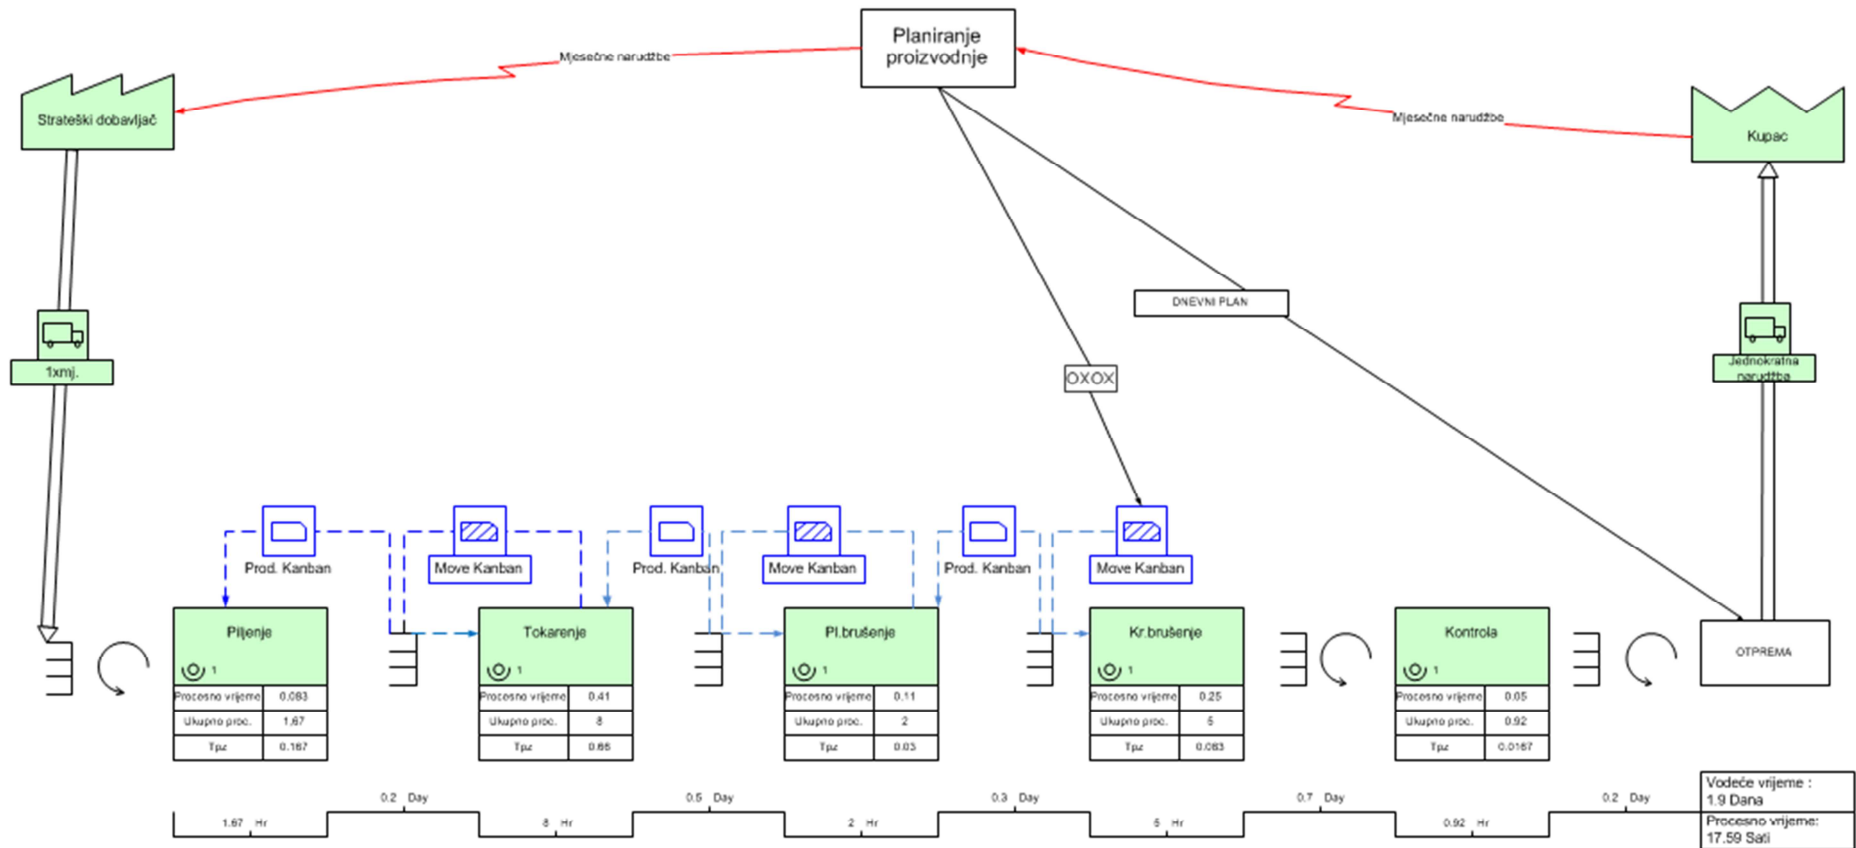 Planiranje
proizvodnje
Mjesečne narudžbe
Mjesečne narudžbe
Strateški dobavljač
Kupac
DNEVNI PLAN
1xmj.
Jednokratna
narudžba
OXOX
Prod. Kanban
Move Kanban
Prod. Kanban
Move Kanban
Prod. Kanban
Move Kanban
Piljenje
1
Procesno vrijeme 0.083
Ukupno proc. 1.67
Tpz 0.167
Tokarenje
1
Procesno vrijeme 0.41
Ukupno proc. 8
Tpz 0.66
Pl.brušenje
1
Procesno vrijeme 0.11
Ukupno proc. 2
Tpz 0.03
Kr.brušenje
1
Procesno vrijeme 0.25
Ukupno proc. 5
Tpz 0.083
Kontrola
1
Procesno vrijeme 0.05
Ukupno proc. 0.92
Tpz 0.0167
OTPREMA
0.2 Day
0.5 Day
0.3 Day
0.7 Day
0.2 Day
1.67 Hr
8 Hr
2 Hr
5 Hr
0.92 Hr
Vodeće vrijeme :
1.9 Dana
Procesno vrijeme:
17.59 Sati